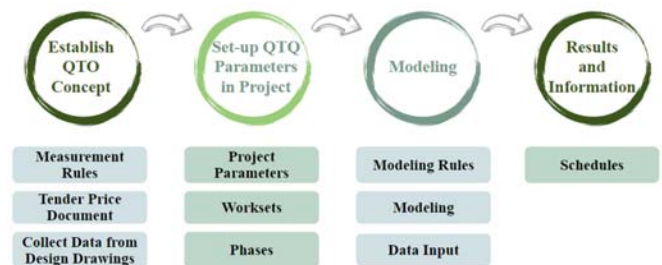 Establish
QTO
Concept
Set-up QTQ
Parameters
in Project
Modeling
Results
and
Information
Measurement
Rules
Tender Price
Document
Collect Data from
Design Drawings
Project
Parameters
Worksets
Phases
Modeling Rules
Modeling
Data Input
Schedules